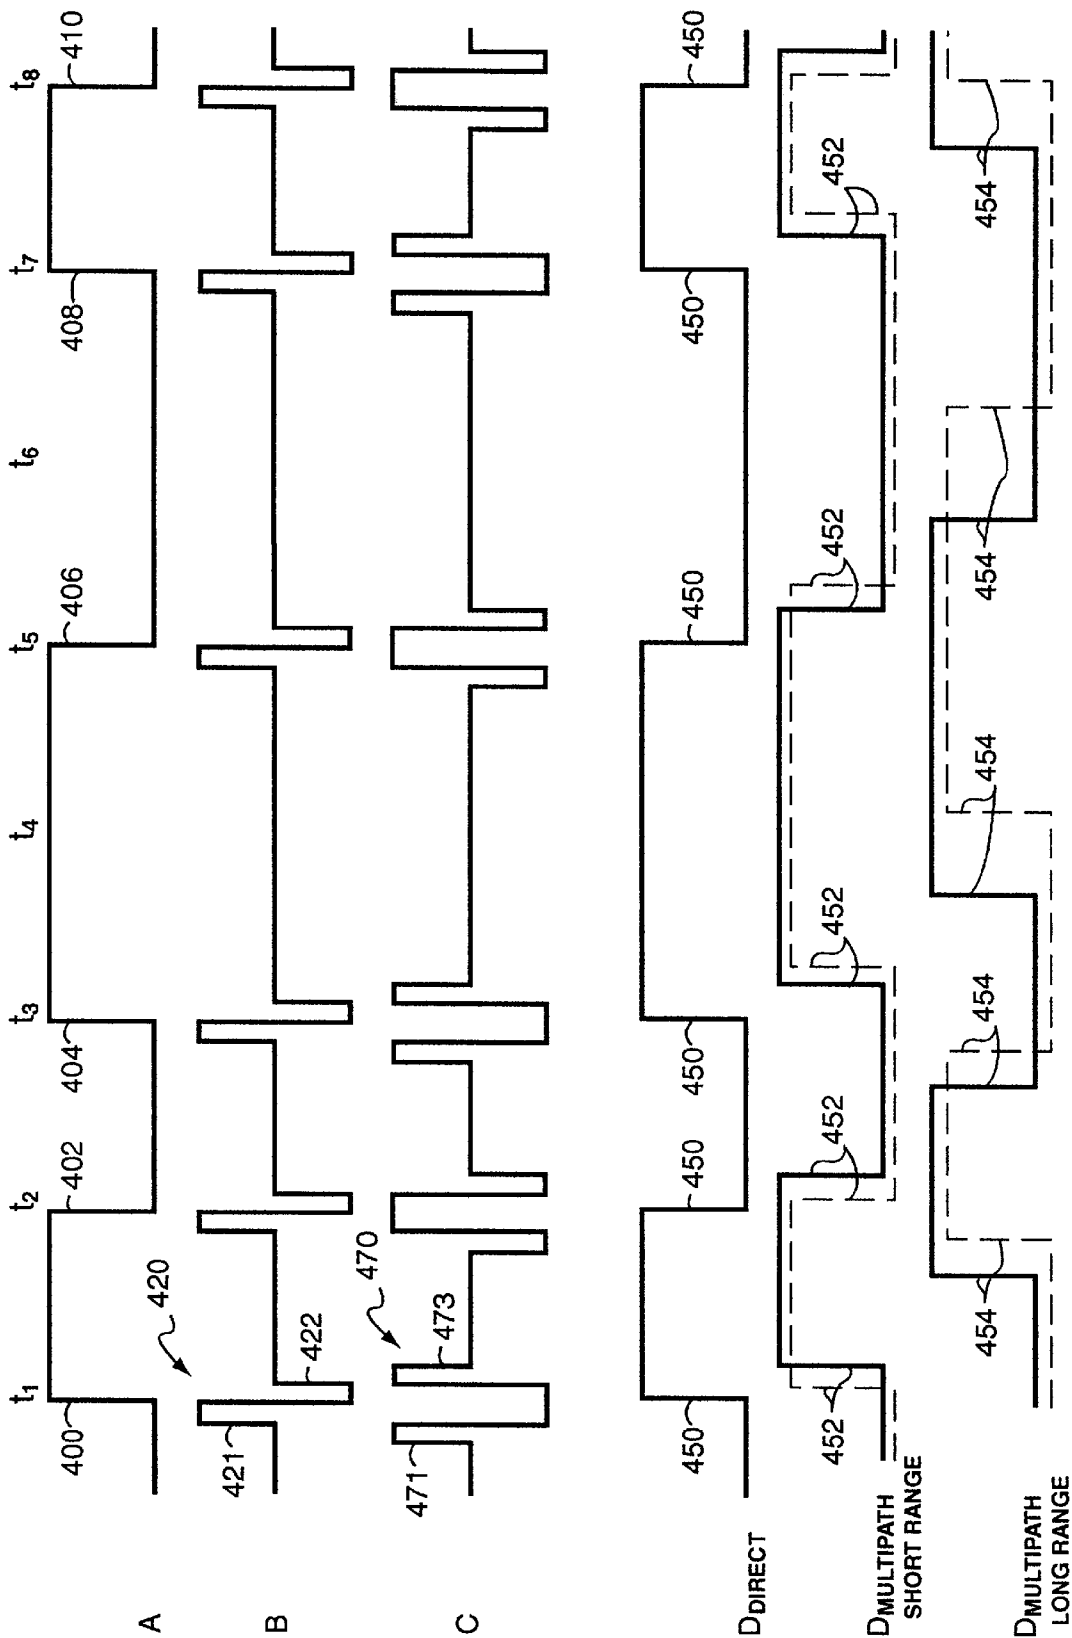 t1 t2 t3 t4 t5 t6 t7 t8
400 402 404 406 408 410
A
420
421 422
B
470
471 473
C
450 450 450 450 450 450
DDIRECT
452 452 452 452 452
DMULTIPATH
SHORT RANGE
454 454 454 454 454
DMULTIPATH
LONG RANGE